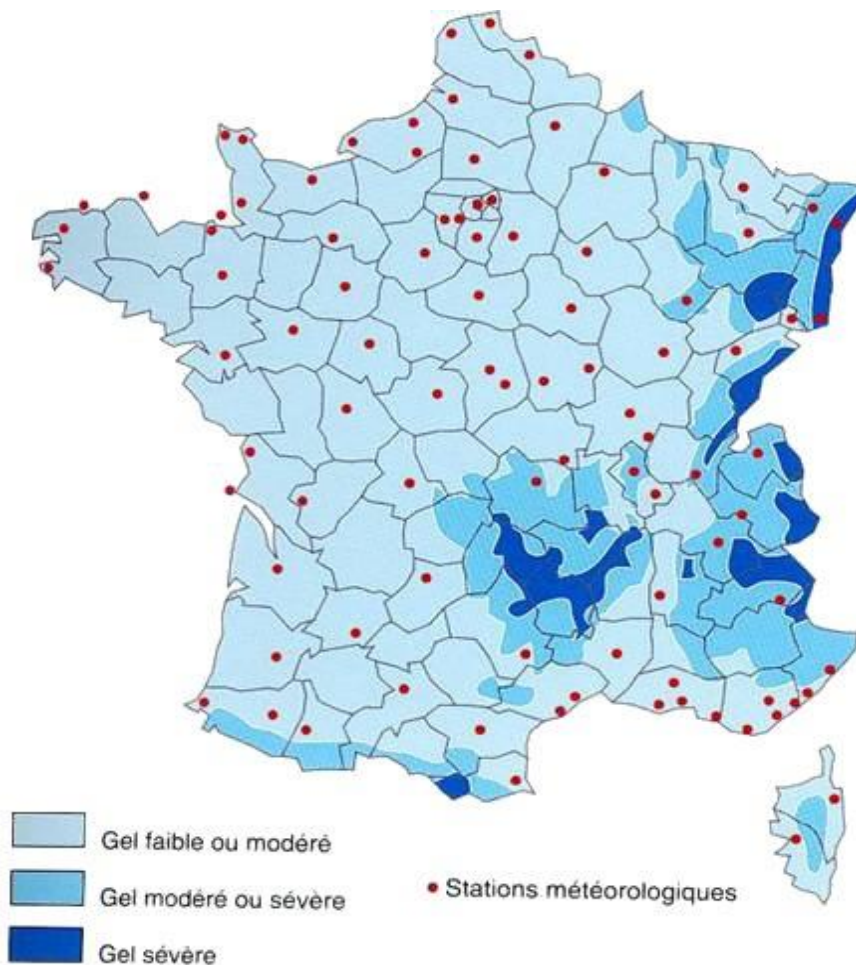 Gel faible ou modéré
Gel modéré ou sévère
Gel sévère
Stations météorologiques